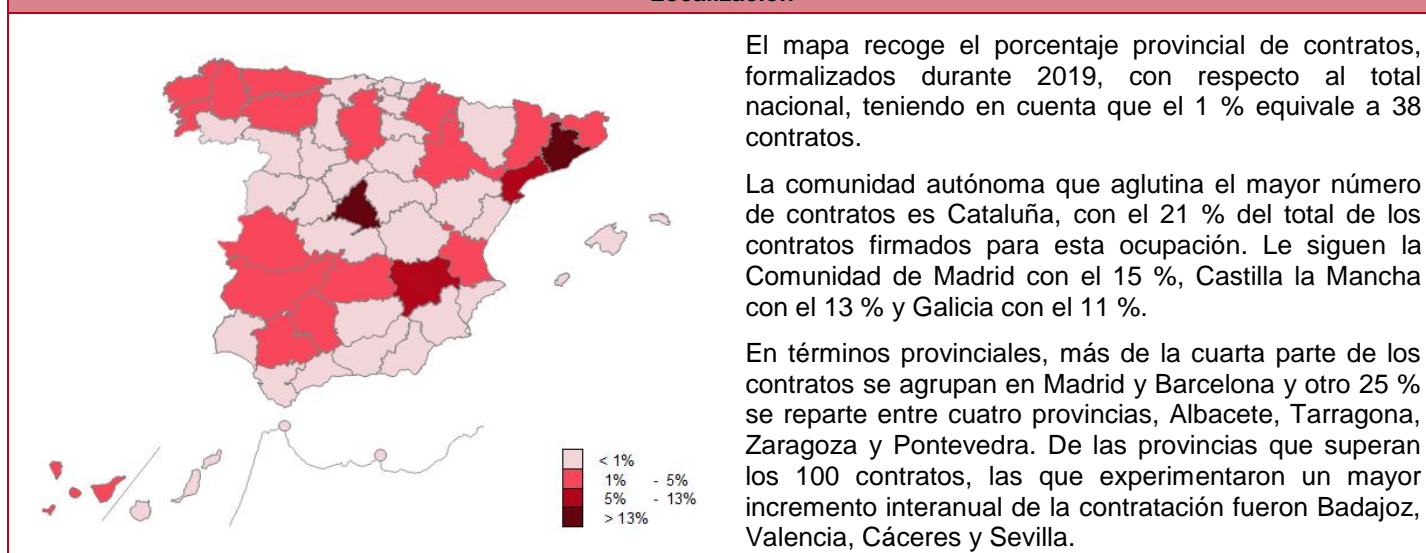 El mapa recoge el porcentaje provincial de contratos,
formalizados durante 2019, con respecto al total
nacional, teniendo en cuenta que el 1 % equivale a 38
contratos.
La comunidad autónoma que aglutina el mayor número
de contratos es Cataluña, con el 21 % del total de los
contratos firmados para esta ocupación. Le siguen la
Comunidad de Madrid con el 15 %, Castilla la Mancha
con el 13 % y Galicia con el 11 %.
En términos provinciales, más de la cuarta parte de los
contratos se agrupan en Madrid y Barcelona y otro 25 %
se reparte entre cuatro provincias, Albacete, Tarragona,
Zaragoza y Pontevedra. De las provincias que superan
los 100 contratos, las que experimentaron un mayor
incremento interanual de la contratación fueron Badajoz,
Valencia, Cáceres y Sevilla.
< 1%
1% - 5%
5% - 13%
> 13%